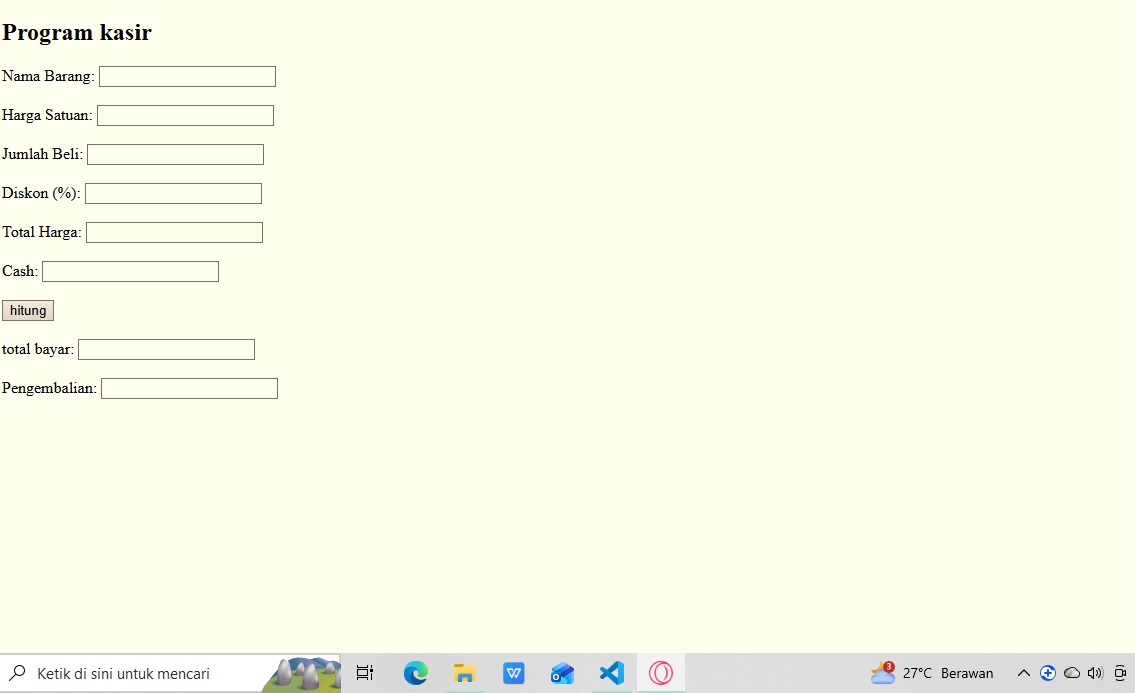 Program kasir
Nama Barang:
Harga Satuan:
Jumlah Beli:
Diskon (%):
Total Harga:
Cash:
hitung
total bayar:
Pengembalian:
Ketik di sini untuk mencari
3
27°C Berawan